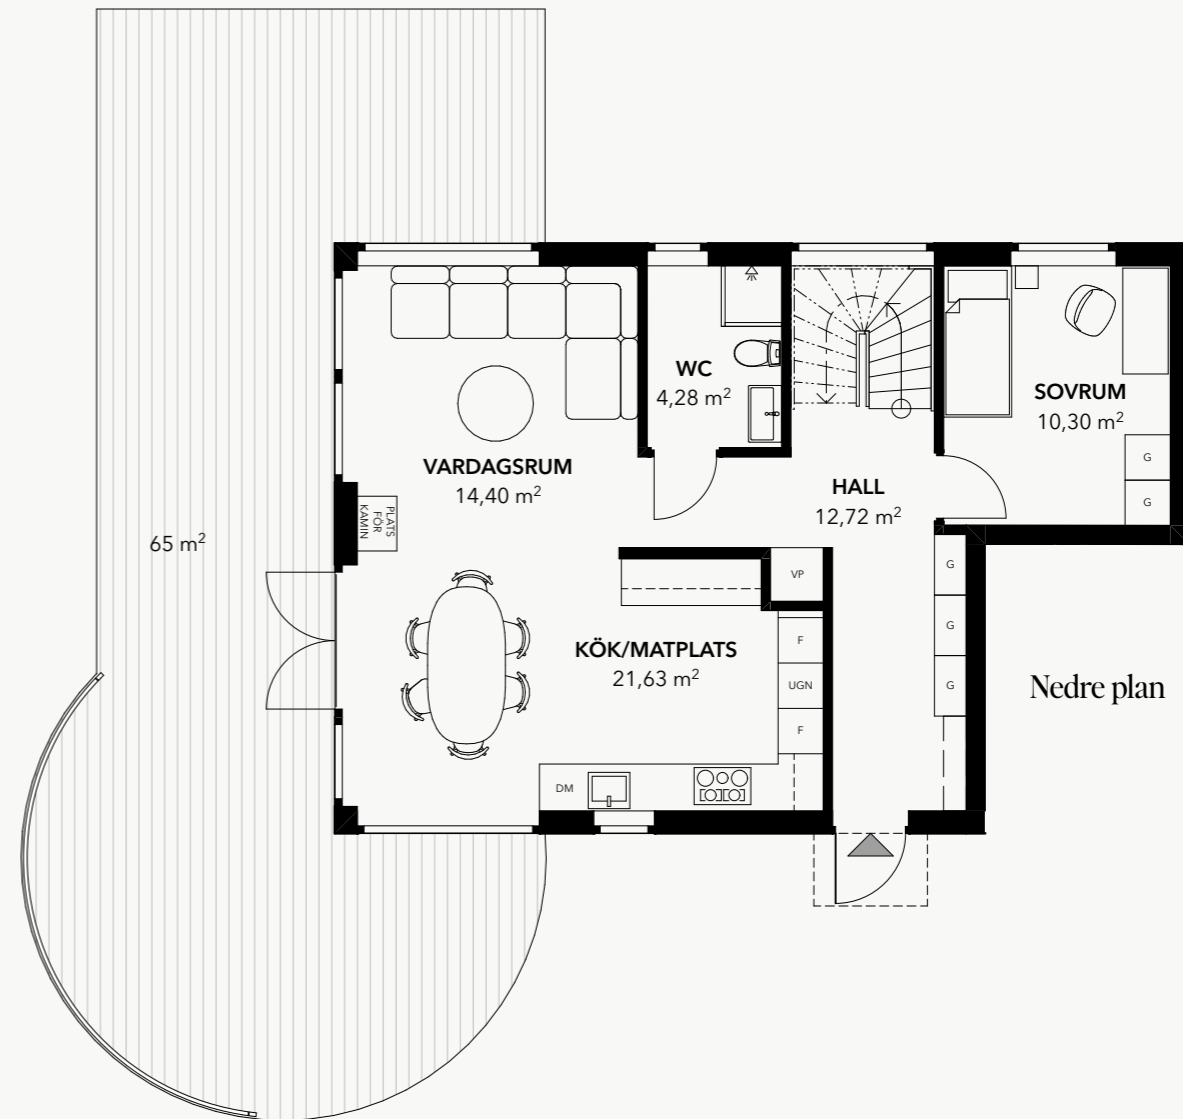 WC
4,28 m²
SOVRUM
10,30 m²
G
G
VARDAGSRUM
14,40 m²
HALL
12,72 m²
PLATS
FÖR
KAMIN
65 m²
VP
G
G
G
KÖK/MATPLATS
21,63 m²
F
UGN
F
DM
Nedre plan